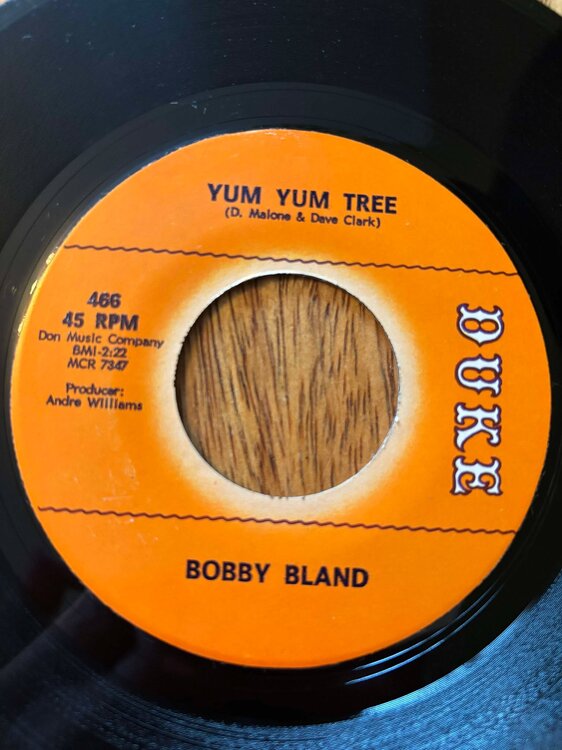 YUM YUM TREE
(D. Malone & Dave Clark)
466
45 RPM
Don Music Company
BMI-2:22
MCR 7347
Producer:
Andre Williams
DUKE
BOBBY BLAND